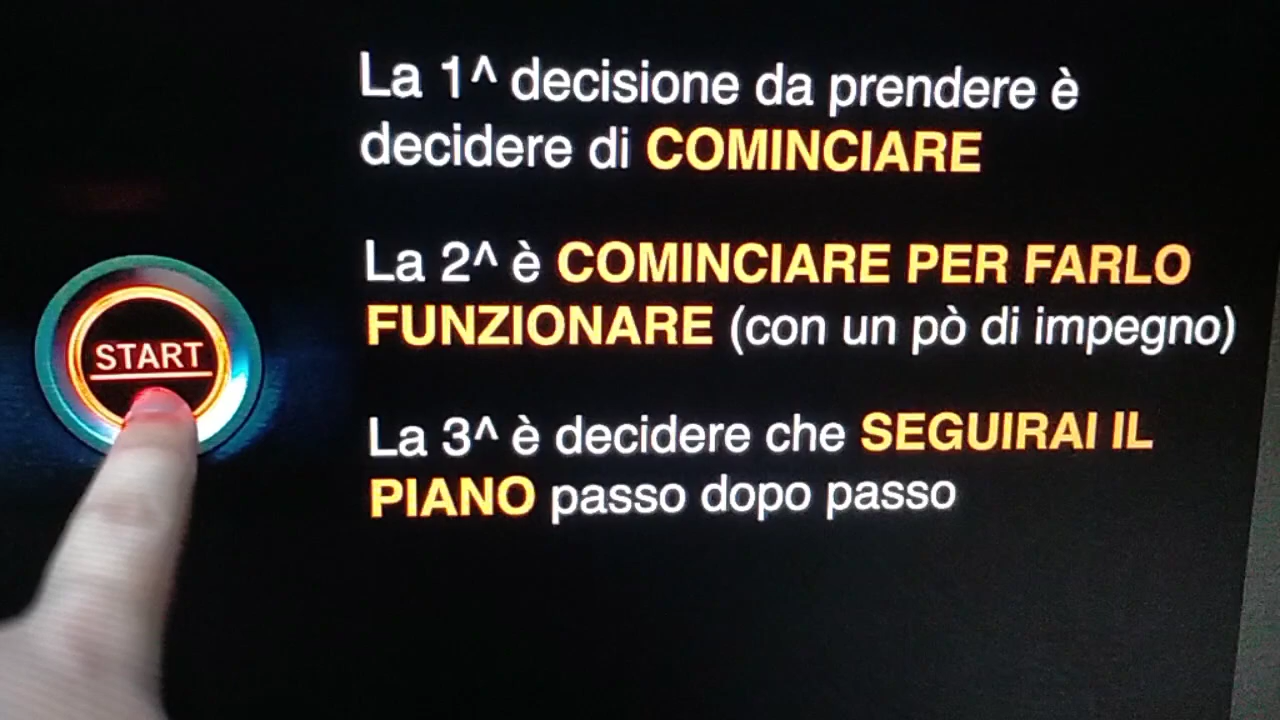 La 1^ decisione da prendere è
decidere di COMINCIARE
La 2^ è COMINCIARE PER FARLO
FUNZIONARE (con un pò di impegno)
START
La 3^ è decidere che SEGUIRAI IL
PIANO passo dopo passo